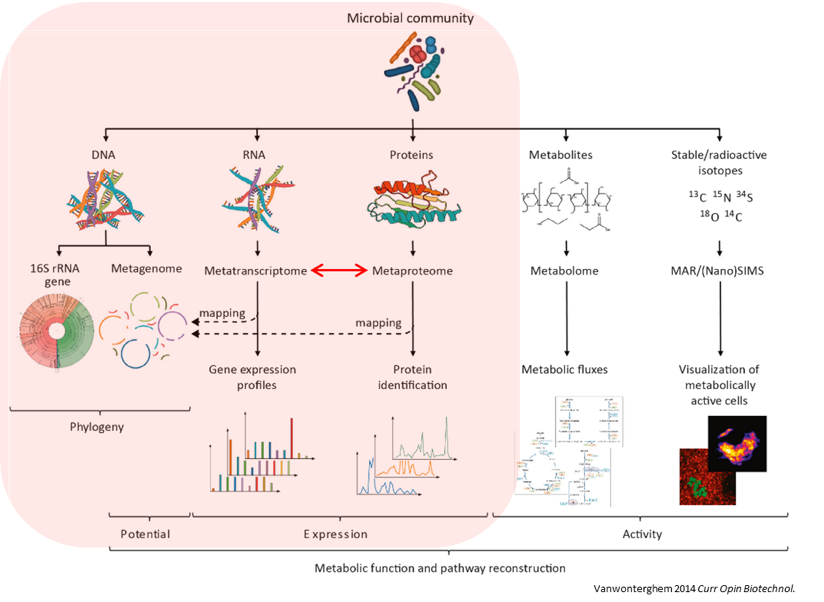 Microbial community
DNA
RNA
Proteins
Metabolites
Stable/radioactive
isotopes
¹³C ¹⁵N ³⁴S
¹⁸O ¹⁴C
16S rRNA
gene
Metagenome
Metatranscriptome
Metaproteome
Metabolome
MAR/(Nano)SIMS
mapping
mapping
Gene expression
profiles
Protein
identification
Metabolic fluxes
Visualization of
metabolically
active cells
Phylogeny
Potential
Expression
Activity
Metabolic function and pathway reconstruction
Vanwonterghem 2014 Curr Opin Biotechnol.